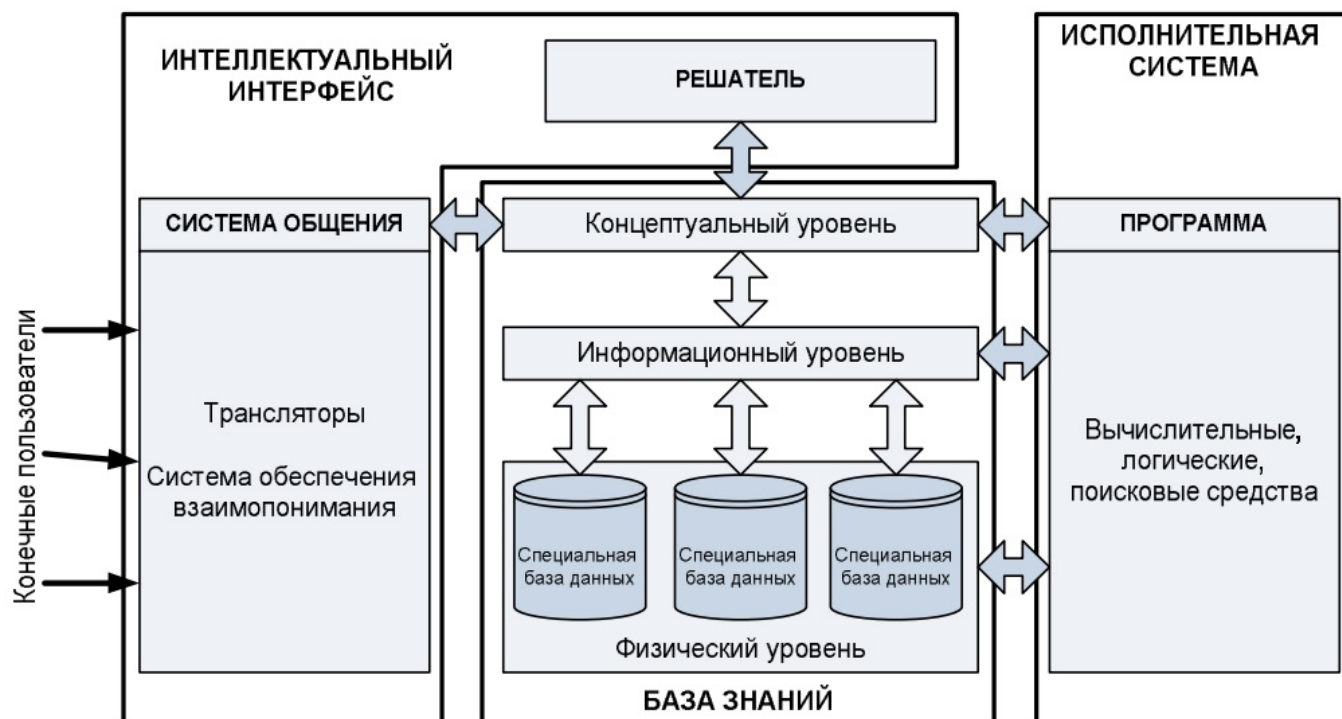 ИНТЕЛЛЕКТУАЛЬНЫЙ
ИНТЕРФЕЙС
РЕШАТЕЛЬ
ИСПОЛНИТЕЛЬНАЯ
СИСТЕМА
СИСТЕМА ОБЩЕНИЯ
Концептуальный уровень
ПРОГРАММА
Конечные пользователи
Информационный уровень
Трансляторы
Система обеспечения
взаимопонимания
Вычислительные,
логические,
поисковые средства
Специальная
база данных
Специальная
база данных
Специальная
база данных
Физический уровень
БАЗА ЗНАНИЙ